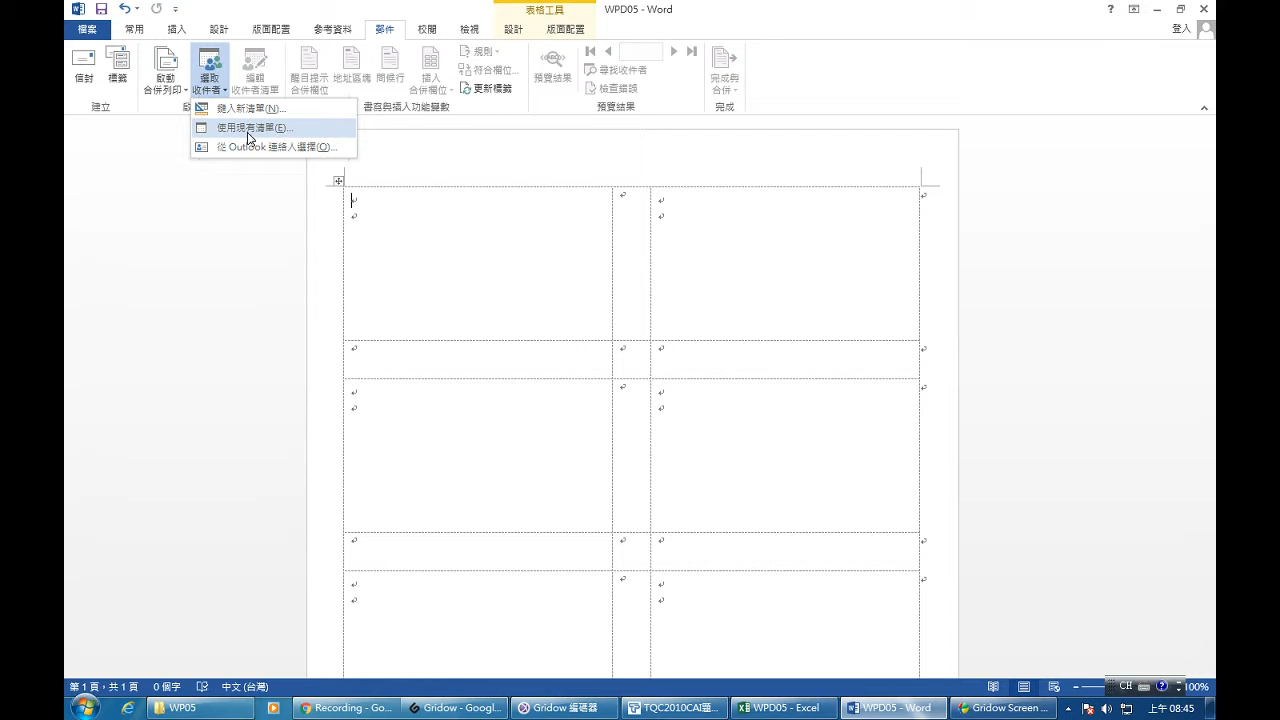 表格工具
WPD05 - Word
檔案 常用 插入 設計 版面配置 參考資料 郵件 校閱 檢視 設計 版面配置 登入
信封 標籤 啟動 合併列印 選取 收件者 編輯 收件者清單 醒目提示 合併欄位 地址區塊 問候行 插入 合併欄位 規則 符合欄位... 更新標籤 預覽結果 尋找收件者 檢查錯誤 完成與 合併
建立 書寫與插入功能變數 預覽結果 完成
鍵入新清單(N)...
使用現有清單(E)...
從 Outlook 連絡人選擇(O)...
第 1 頁，共 1 頁 0 個字 中文 (台灣) CH 100%
WP05 Recording - Go... Gridow - Googl... Gridow 編碼器 TQC2010CAI題... WPD05 - Excel WPD05 - Word Gridow Screen ... 上午 08:45